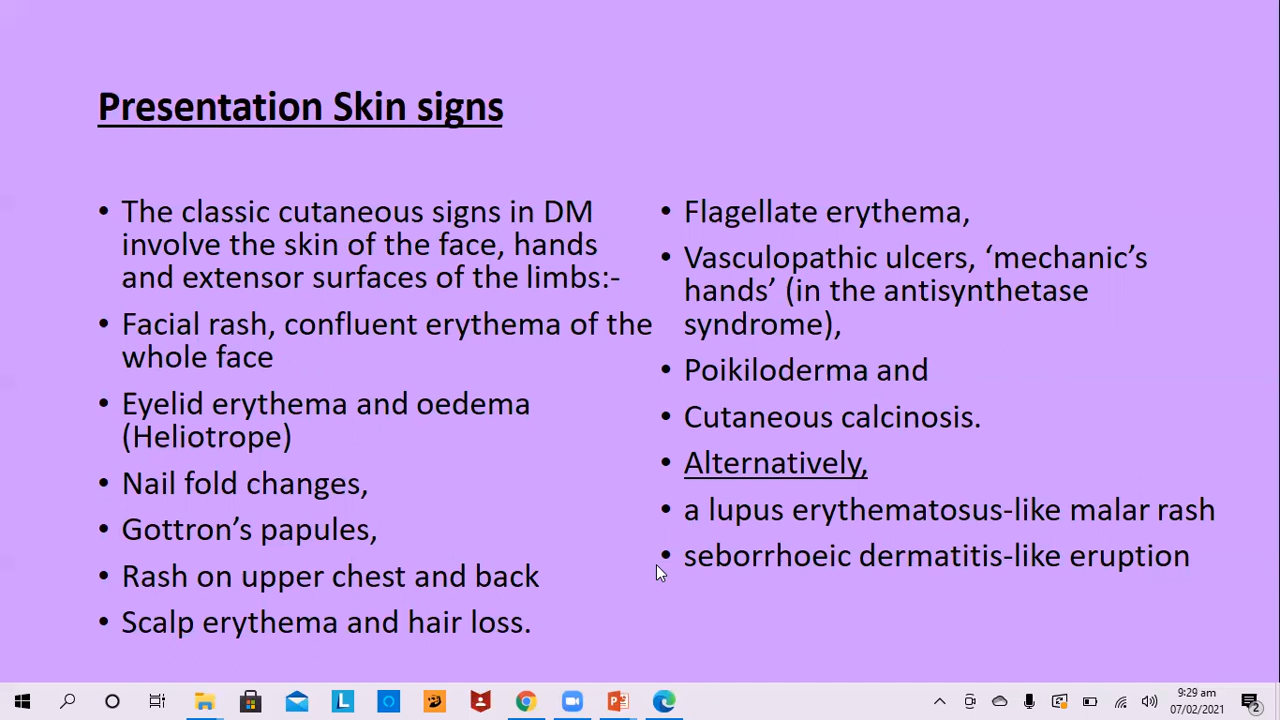 Presentation Skin signs
• The classic cutaneous signs in DM
involve the skin of the face, hands
and extensor surfaces of the limbs:-
• Facial rash, confluent erythema of the
whole face
• Eyelid erythema and oedema
(Heliotrope)
• Nail fold changes,
• Gottron’s papules,
• Rash on upper chest and back
• Scalp erythema and hair loss.
• Flagellate erythema,
• Vasculopathic ulcers, ‘mechanic’s
hands’ (in the antisynthetase
syndrome),
• Poikiloderma and
• Cutaneous calcinosis.
• Alternatively,
• a lupus erythematosus-like malar rash
• seborrhoeic dermatitis-like eruption
L
9:29 am
07/02/2021
2